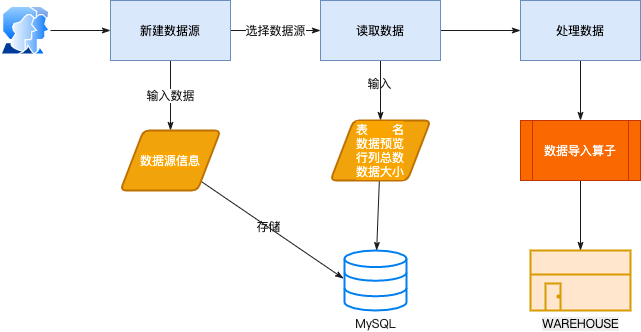 新建数据源
选择数据源
读取数据
处理数据
输入数据
输入
数据源信息
表 名
数据预览
行列总数
数据大小
数据导入算子
存储
MySQL
WAREHOUSE